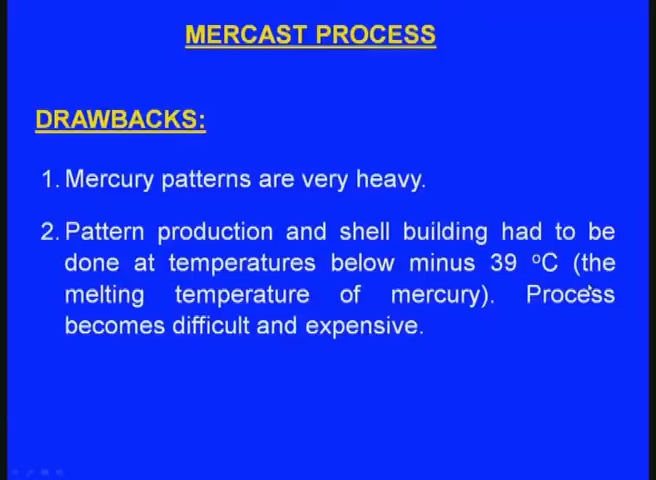 MERCAST PROCESS
DRAWBACKS:
1. Mercury patterns are very heavy.
2. Pattern production and shell building had to be
done at temperatures below minus 39 ºC (the
melting temperature of mercury). Process
becomes difficult and expensive.